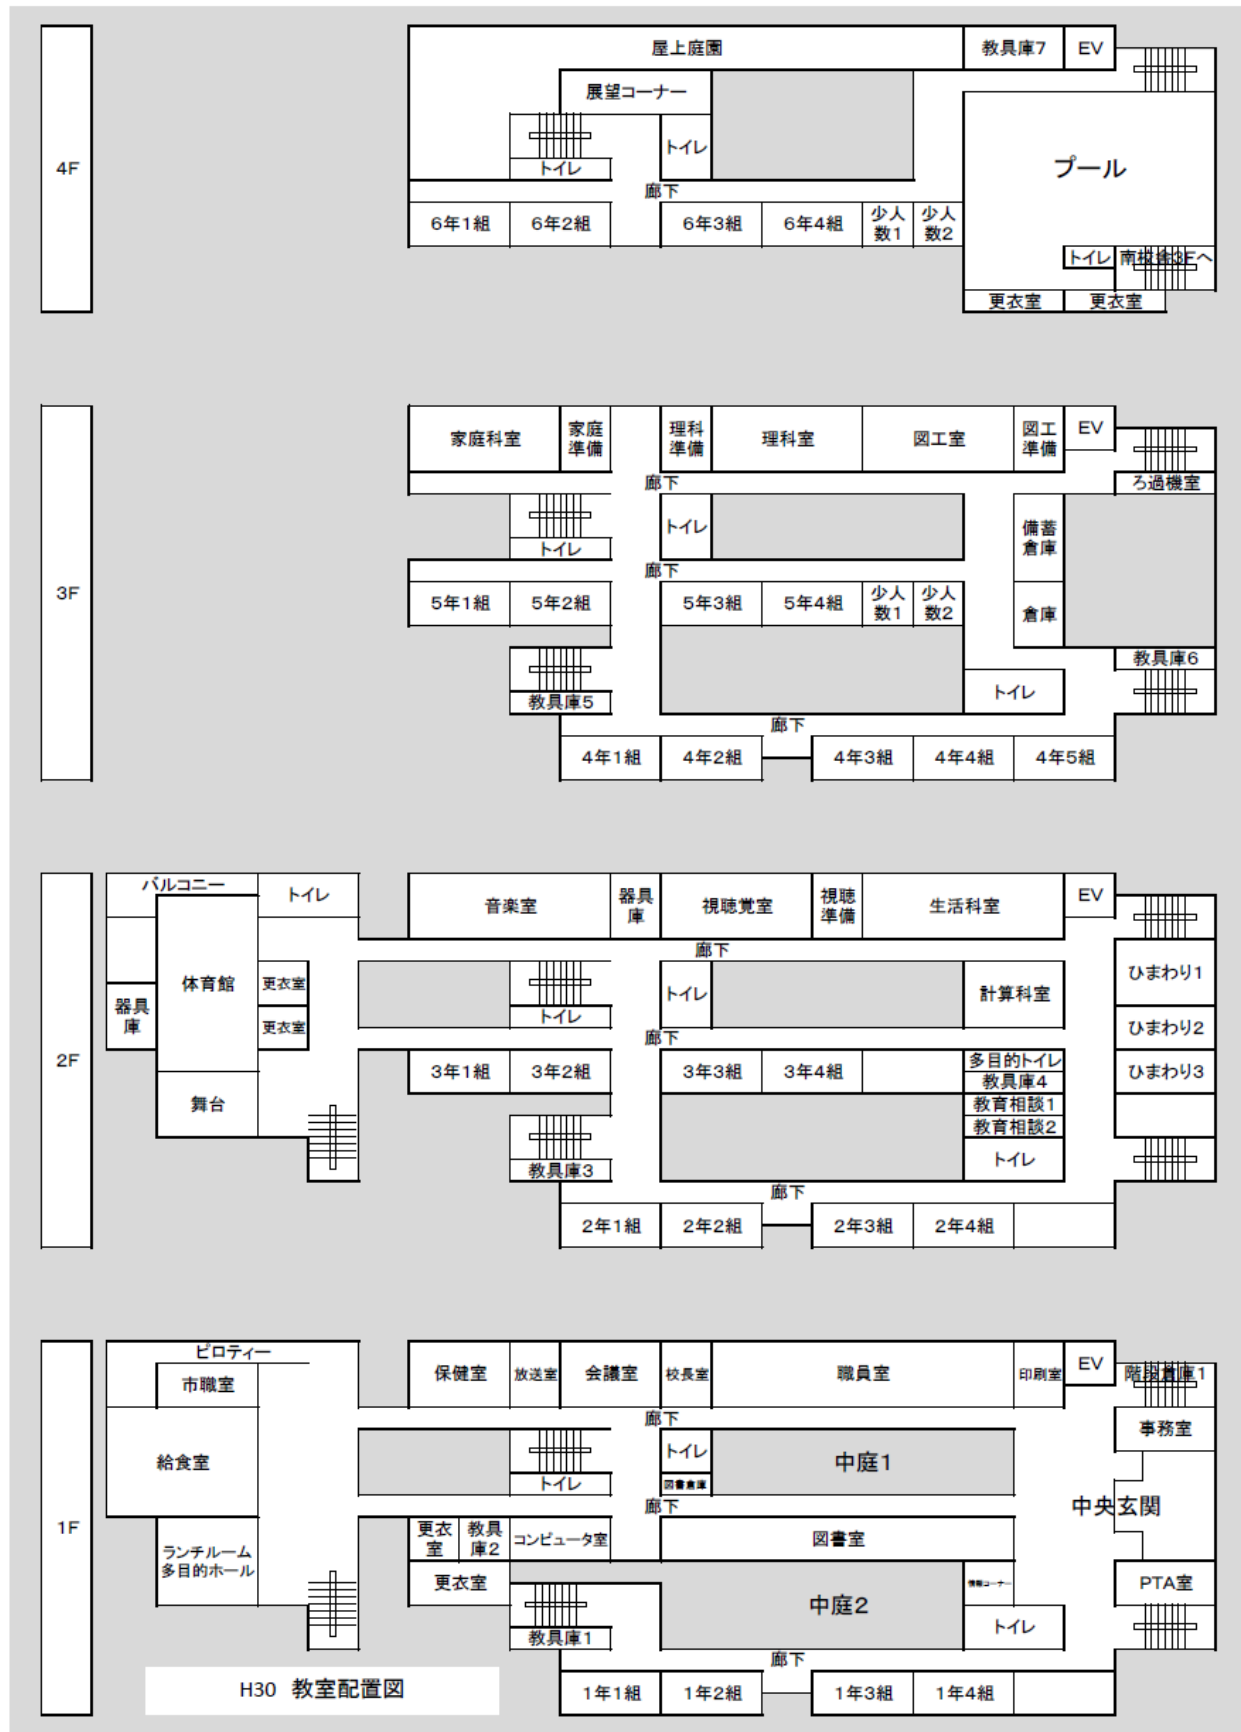 4F
屋上庭園
教具庫7
EV
展望コーナー
トイレ
トイレ
プール
廊下
6年1組
6年2組
6年3組
6年4組
少人
数1
少人
数2
トイレ
南校舎3Fへ
更衣室
更衣室
3F
家庭科室
家庭
準備
理科
準備
理科室
図工室
図工
準備
EV
廊下
ろ過機室
トイレ
トイレ
備蓄
倉庫
廊下
5年1組
5年2組
5年3組
5年4組
少人
数1
少人
数2
倉庫
教具庫6
教具庫5
トイレ
廊下
4年1組
4年2組
4年3組
4年4組
4年5組
2F
バルコニー
トイレ
音楽室
器具
庫
視聴覚室
視聴
準備
生活科室
EV
廊下
体育館
更衣室
器具
庫
更衣室
トイレ
トイレ
計算科室
ひまわり1
ひまわり2
廊下
3年1組
3年2組
3年3組
3年4組
多目的トイレ
教具庫4
ひまわり3
舞台
教育相談1
教育相談2
教具庫3
トイレ
廊下
2年1組
2年2組
2年3組
2年4組
1F
ピロティー
市職室
保健室
放送室
会議室
校長室
職員室
印刷室
EV
階段倉庫1
廊下
事務室
給食室
トイレ
トイレ
図書倉庫
中庭1
廊下
中央玄関
更衣
室
教具
庫2
コンピュータ室
図書室
ランチルーム
多目的ホール
更衣室
中庭2
情報コーナー
PTA室
教具庫1
トイレ
廊下
1年1組
1年2組
1年3組
1年4組
H30 教室配置図